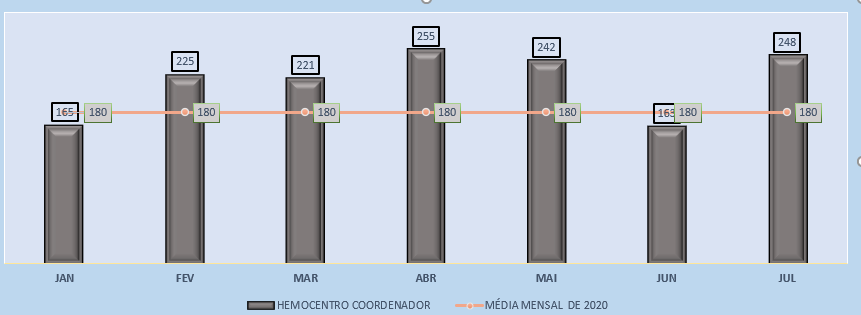 255
225
221
242
248
165
180
180
180
180
180
163
180
180
JAN
FEV
MAR
ABR
MAI
JUN
JUL
HEMOCENTRO COORDENADOR
MÉDIA MENSAL DE 2020